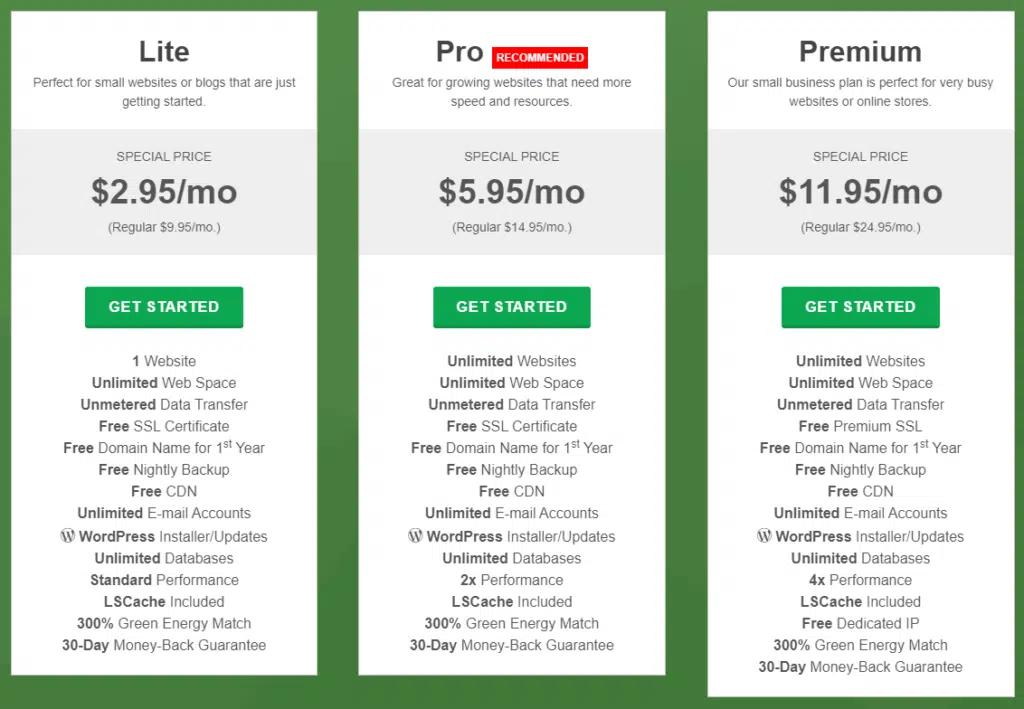 Lite
Perfect for small websites or blogs that are just
getting started.
SPECIAL PRICE
$2.95/mo
(Regular $9.95/mo.)
GET STARTED
1 Website
Unlimited Web Space
Unmetered Data Transfer
Free SSL Certificate
Free Domain Name for 1st Year
Free Nightly Backup
Free CDN
Unlimited E-mail Accounts
WordPress Installer/Updates
Unlimited Databases
Standard Performance
LSCache Included
300% Green Energy Match
30-Day Money-Back Guarantee
Pro RECOMMENDED
Great for growing websites that need more
speed and resources.
SPECIAL PRICE
$5.95/mo
(Regular $14.95/mo.)
GET STARTED
Unlimited Websites
Unlimited Web Space
Unmetered Data Transfer
Free SSL Certificate
Free Domain Name for 1st Year
Free Nightly Backup
Free CDN
Unlimited E-mail Accounts
WordPress Installer/Updates
Unlimited Databases
2x Performance
LSCache Included
300% Green Energy Match
30-Day Money-Back Guarantee
Premium
Our small business plan is perfect for very busy
websites or online stores.
SPECIAL PRICE
$11.95/mo
(Regular $24.95/mo.)
GET STARTED
Unlimited Websites
Unlimited Web Space
Unmetered Data Transfer
Free Premium SSL
Free Domain Name for 1st Year
Free Nightly Backup
Free CDN
Unlimited E-mail Accounts
WordPress Installer/Updates
Unlimited Databases
4x Performance
LSCache Included
Free Dedicated IP
300% Green Energy Match
30-Day Money-Back Guarantee